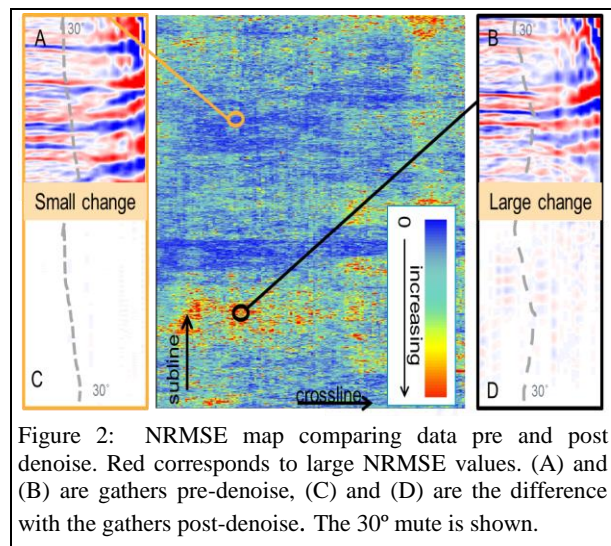 A
30°
B
30°
Small change
Large change
0
increasing
subline
crossline
C
30°
D
30°
Figure 2: NRMSE map comparing data pre and post
denoise. Red corresponds to large NRMSE values. (A) and
(B) are gathers pre-denoise, (C) and (D) are the difference
with the gathers post-denoise. The 30º mute is shown.